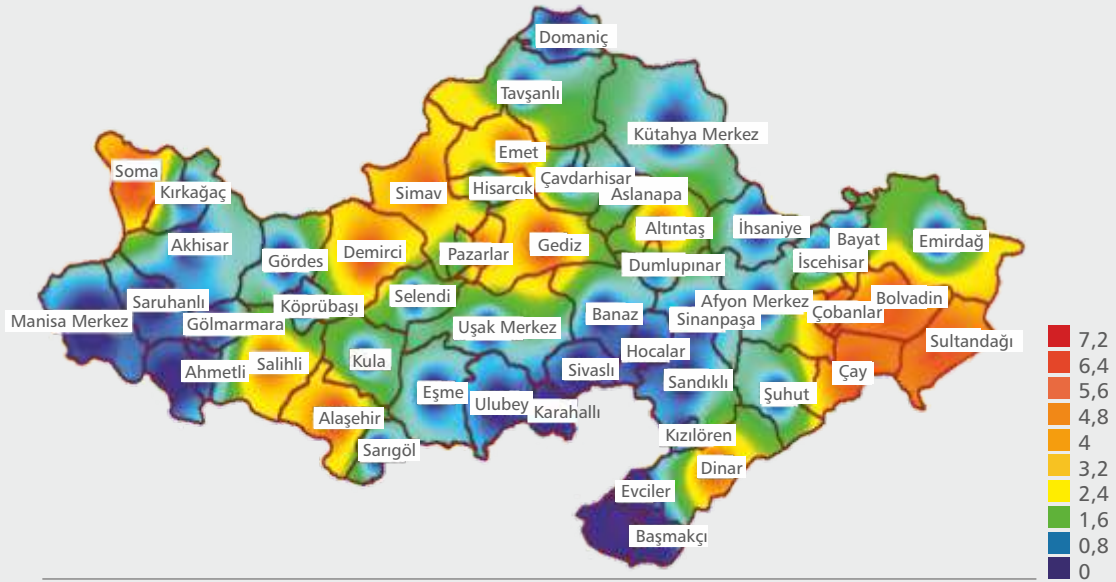 Domaniç
Tavşanlı
Kütahya Merkez
Emet
Soma
Kırkağaç
Simav
Hisarcık
Çavdarhisar
Aslanapa
Akhisar
Gördes
Demirci
Pazarlar
Gediz
Altıntaş
İhsaniye
Bayat
Emirdağ
Dumlupınar
İscehisar
Manisa Merkez
Saruhanlı
Gölmarmara
Köprübaşı
Selendi
Uşak Merkez
Banaz
Afyon Merkez
Sinanpaşa
Çobanlar
Bolvadin
Sultandağı
Ahmetli
Salihli
Kula
Hocalar
Sivaslı
Sandıklı
Şuhut
Çay
Alaşehir
Eşme
Ulubey
Karahallı
Sarıgöl
Kızılören
Dinar
Evciler
Başmakçı
7,2
6,4
5,6
4,8
4
3,2
2,4
1,6
0,8
0